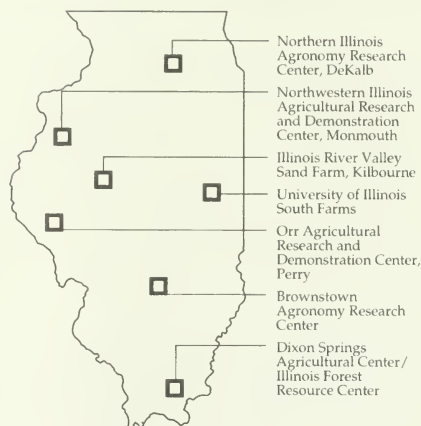 Northern Illinois
Agronomy Research
Center, DeKalb
Northwestern Illinois
Agricultural Research
and Demonstration
Center, Monmouth
Illinois River Valley
Sand Farm, Kilbourne
University of Illinois
South Farms
Orr Agricultural
Research and
Demonstration Center,
Perry
Brownstown
Agronomy Research
Center
Dixon Springs
Agricultural Center/
Illinois Forest
Resource Center